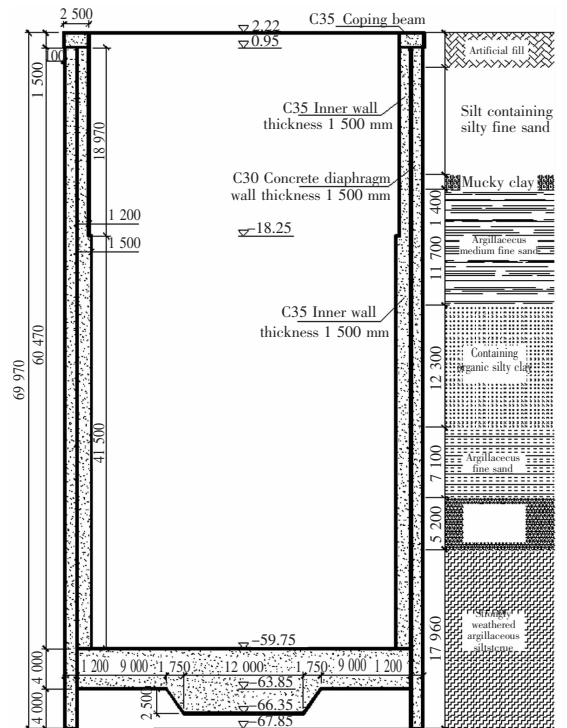 2 500
2.22
C35 Coping beam
0.95
Artificial fill
100
1 500
C35 Inner wall
thickness 1 500 mm
Silt containing
silty fine sand
18 970
C30 Concrete diaphragm
wall thickness 1 500 mm
Mucky clay
1 400
1 200
-18.25
1 500
Argillacecus
medium fine sand
11 700
C35 Inner wall
thickness 1 500 mm
60 470
69 970
Containing
organic silty clay
12 300
41 500
Argillacecus
fine sand
7 100
5 200
-59.75
Strongly
weathered
argillaceous
siltstcme
17 960
4 000
1 200 9 000 1,750 12 000 1,750 9 000 1 200
-63.85
2 500
-66.35
4 000
-67.85